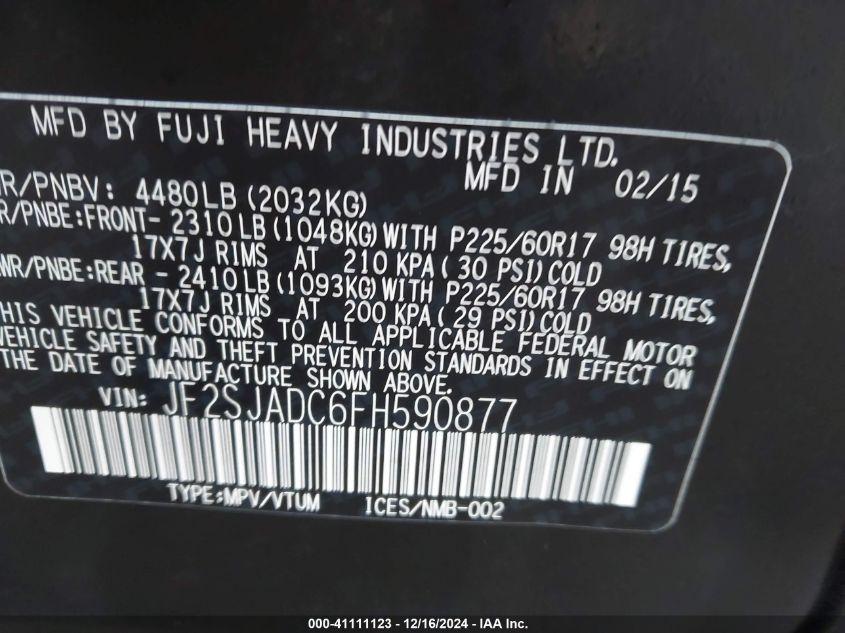 MFD BY FUJI HEAVY INDUSTRIES LTD.
MFD IN 02/15
R/PNBV: 4480LB (2032KG)
R/PNBE:FRONT- 2310LB (1048KG) WITH P225/60R17 98H TIRES,
17X7J RIMS AT 210 KPA ( 30 PSI) COLD
WR/PNBE:REAR - 2410LB (1093KG) WITH P225/60R17 98H TIRES,
17X7J RIMS AT 200 KPA ( 29 PSI) COLD
THIS VEHICLE CONFORMS TO ALL APPLICABLE FEDERAL MOTOR
VEHICLE SAFETY AND THEFT PREVENTION STANDARDS IN EFFECT ON
THE DATE OF MANUFACTURE SHOWN ABOVE.
VIN: JF2SJADC6FH590877
TYPE:MPV/VTUM ICES/NMB-002
000-41111123 - 12/16/2024 - IAA Inc.